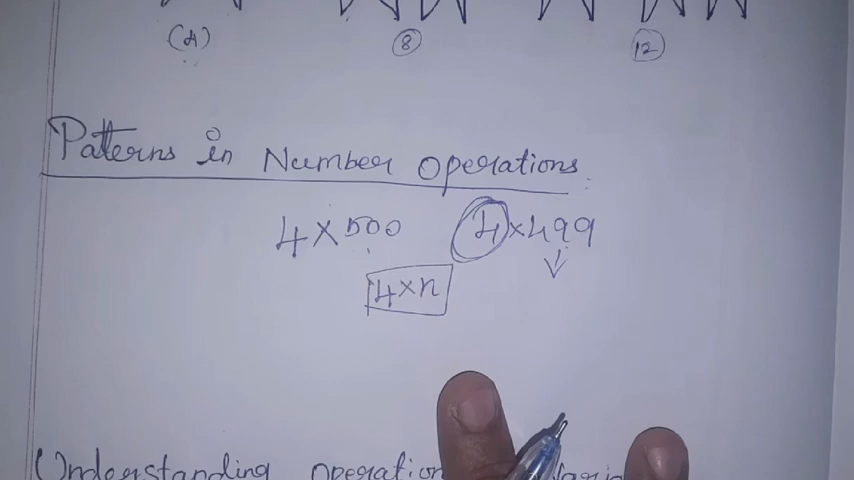 (4) 8 12
Patterns in Number Operations.
4×500 4×499
4×n
Understanding operation